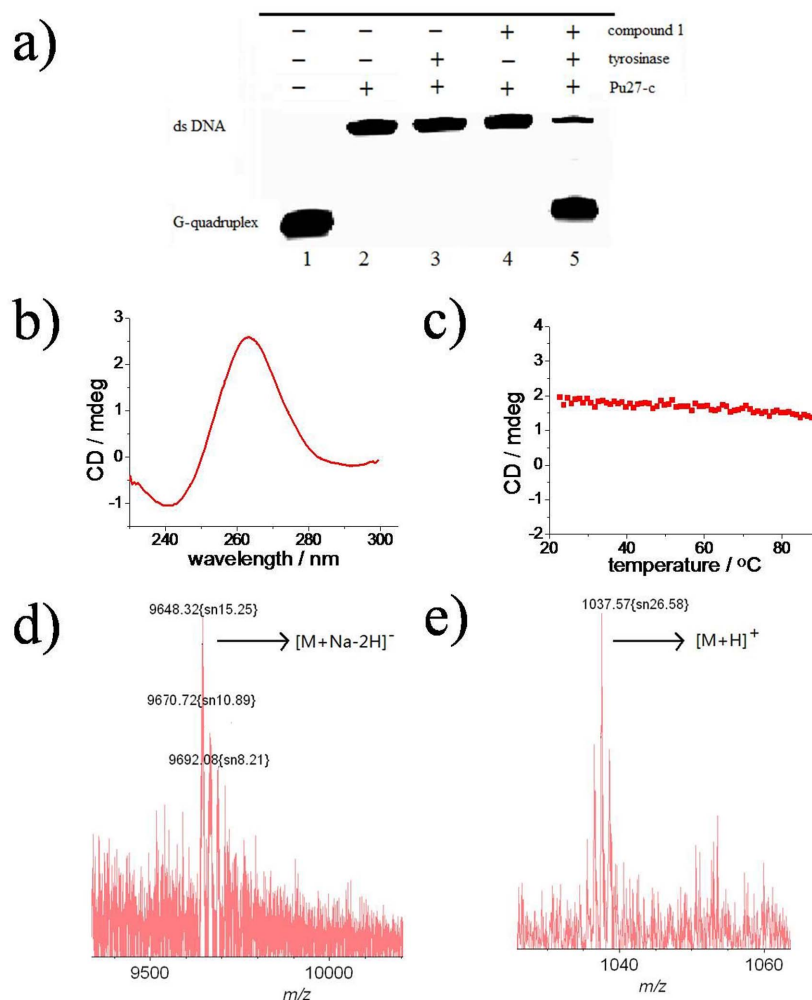 a)
– – – + + compound 1
– – + – + tyrosinase
– + + + + Pu27-c
ds DNA
G-quadruplex
1 2 3 4 5
b)
3
2
1
0
-1
CD / mdeg
240 260 280 300
wavelength / nm
c)
4
3
2
1
0
-1
-2
CD / mdeg
20 40 60 80
temperature / °C
d)
9648.32{sn15.25}
[M+Na-2H]⁻
9670.72{sn10.89}
9692.08{sn8.21}
9500 10000
m/z
e)
1037.57{sn26.58}
[M+H]⁺
1040 1060
m/z